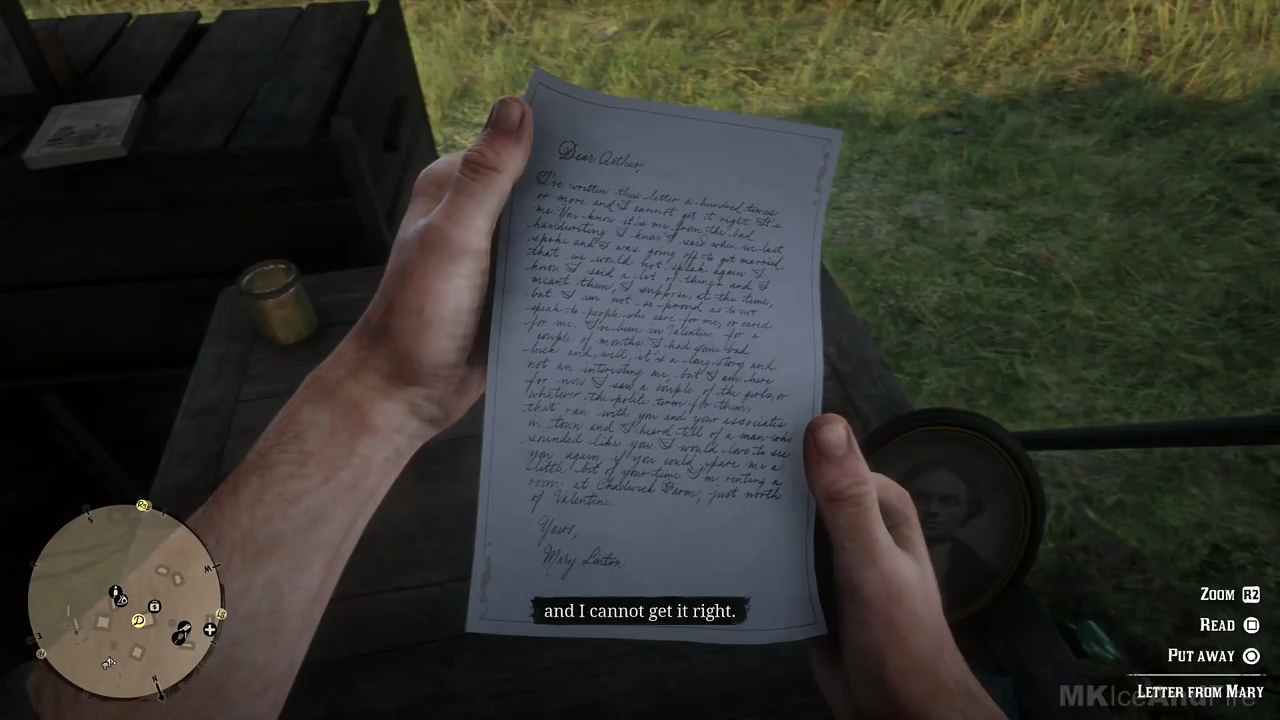 Dear Arthur,
I've written this letter a hundred times
or more and I cannot get it right. It's
me. You know it is me from the bad
handwriting. I know I said when we last
spoke and I was going off to get married,
that we would not speak again. I
know I said a lot of things and I
meant them, I suppose, at the time,
but I am not so proud as to not
speak to people who care for me, or cared
for me. I've been in Valentine for a
couple of months. I had some bad
luck and, well, it's a long story and
not an interesting one, but I am here
for now. I saw a couple of the girls, or
whatever the polite term for them,
that ran with you and your associates
in town and I heard tell of a man who
sounded like you. I would love to see
you again, if you could spare me a
little bit of your time. I'm renting a
room at Chadwick Farm, just north
of Valentine.
Yours,
Mary Linton
and I cannot get it right.
S
W
E
N
D
LS
H
ZOOM R2
READ
PUT AWAY
LETTER FROM MARY
MKIceAndFire